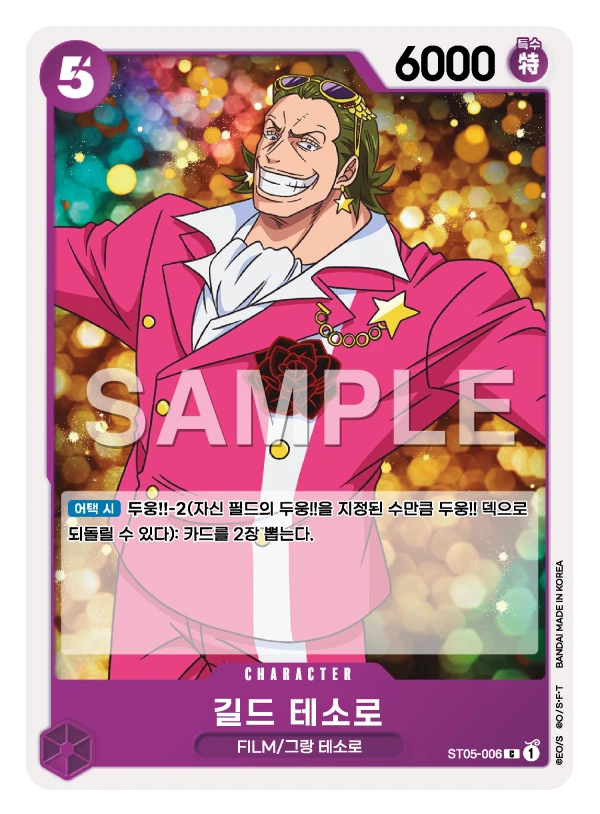 5
6000
특수
特
SAMPLE
어택 시 두웅!!-2(자신 필드의 두웅!!을 지정된 수만큼 두웅!! 덱으로
되돌릴 수 있다): 카드를 2장 뽑는다.
CHARACTER
길드 테소로
FILM/그랑 테소로
ST05-006 C 1
©EO/S ©O/S·F·T BANDAI MADE IN KOREA